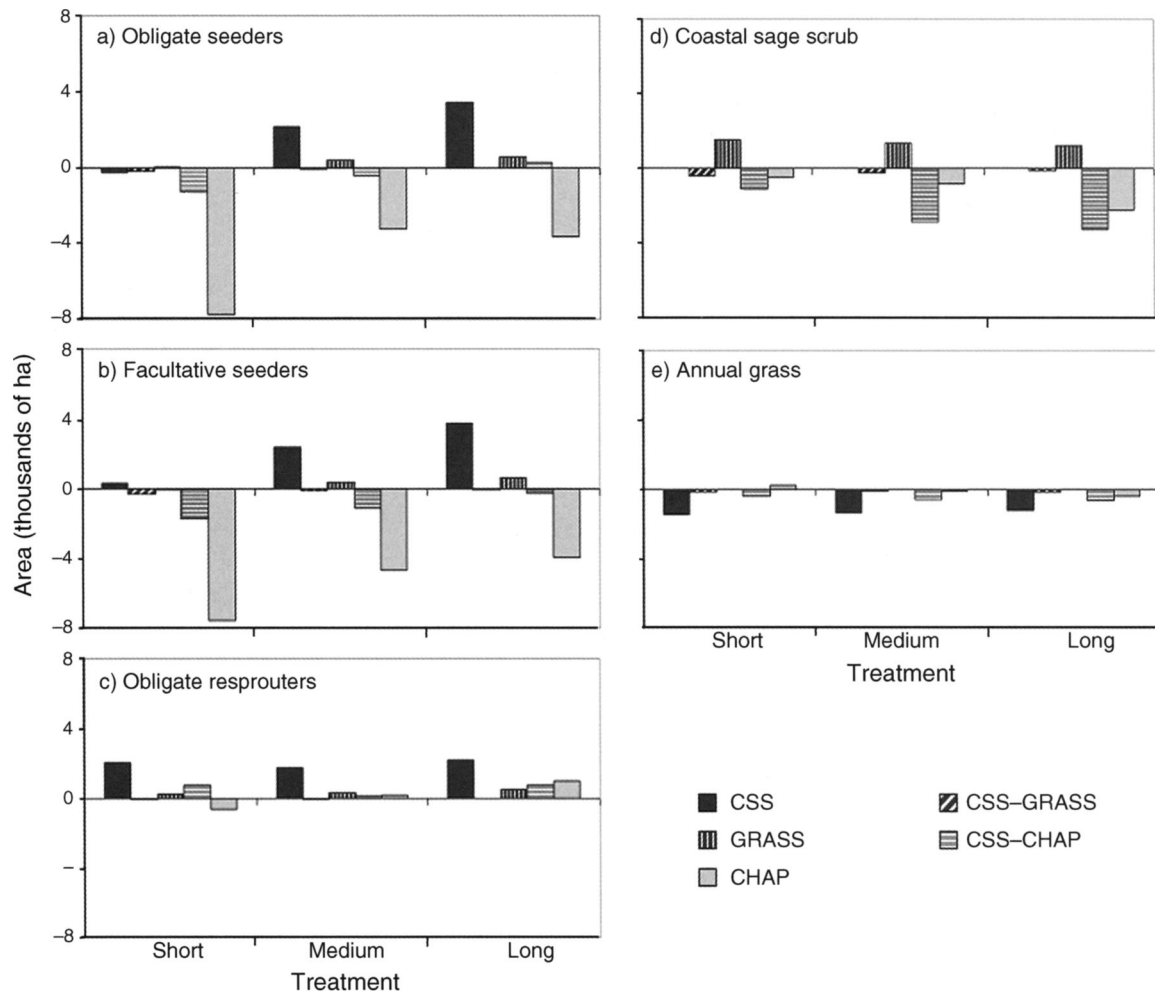 8
4
0
−4
−8
a) Obligate seeders
8
4
0
−4
−8
b) Facultative seeders
8
4
0
−
−8
c) Obligate resprouters
Short Medium Long
Treatment
Area (thousands of ha)
d) Coastal sage scrub
e) Annual grass
Short Medium Long
Treatment
CSS CSS–GRASS
GRASS CSS–CHAP
CHAP